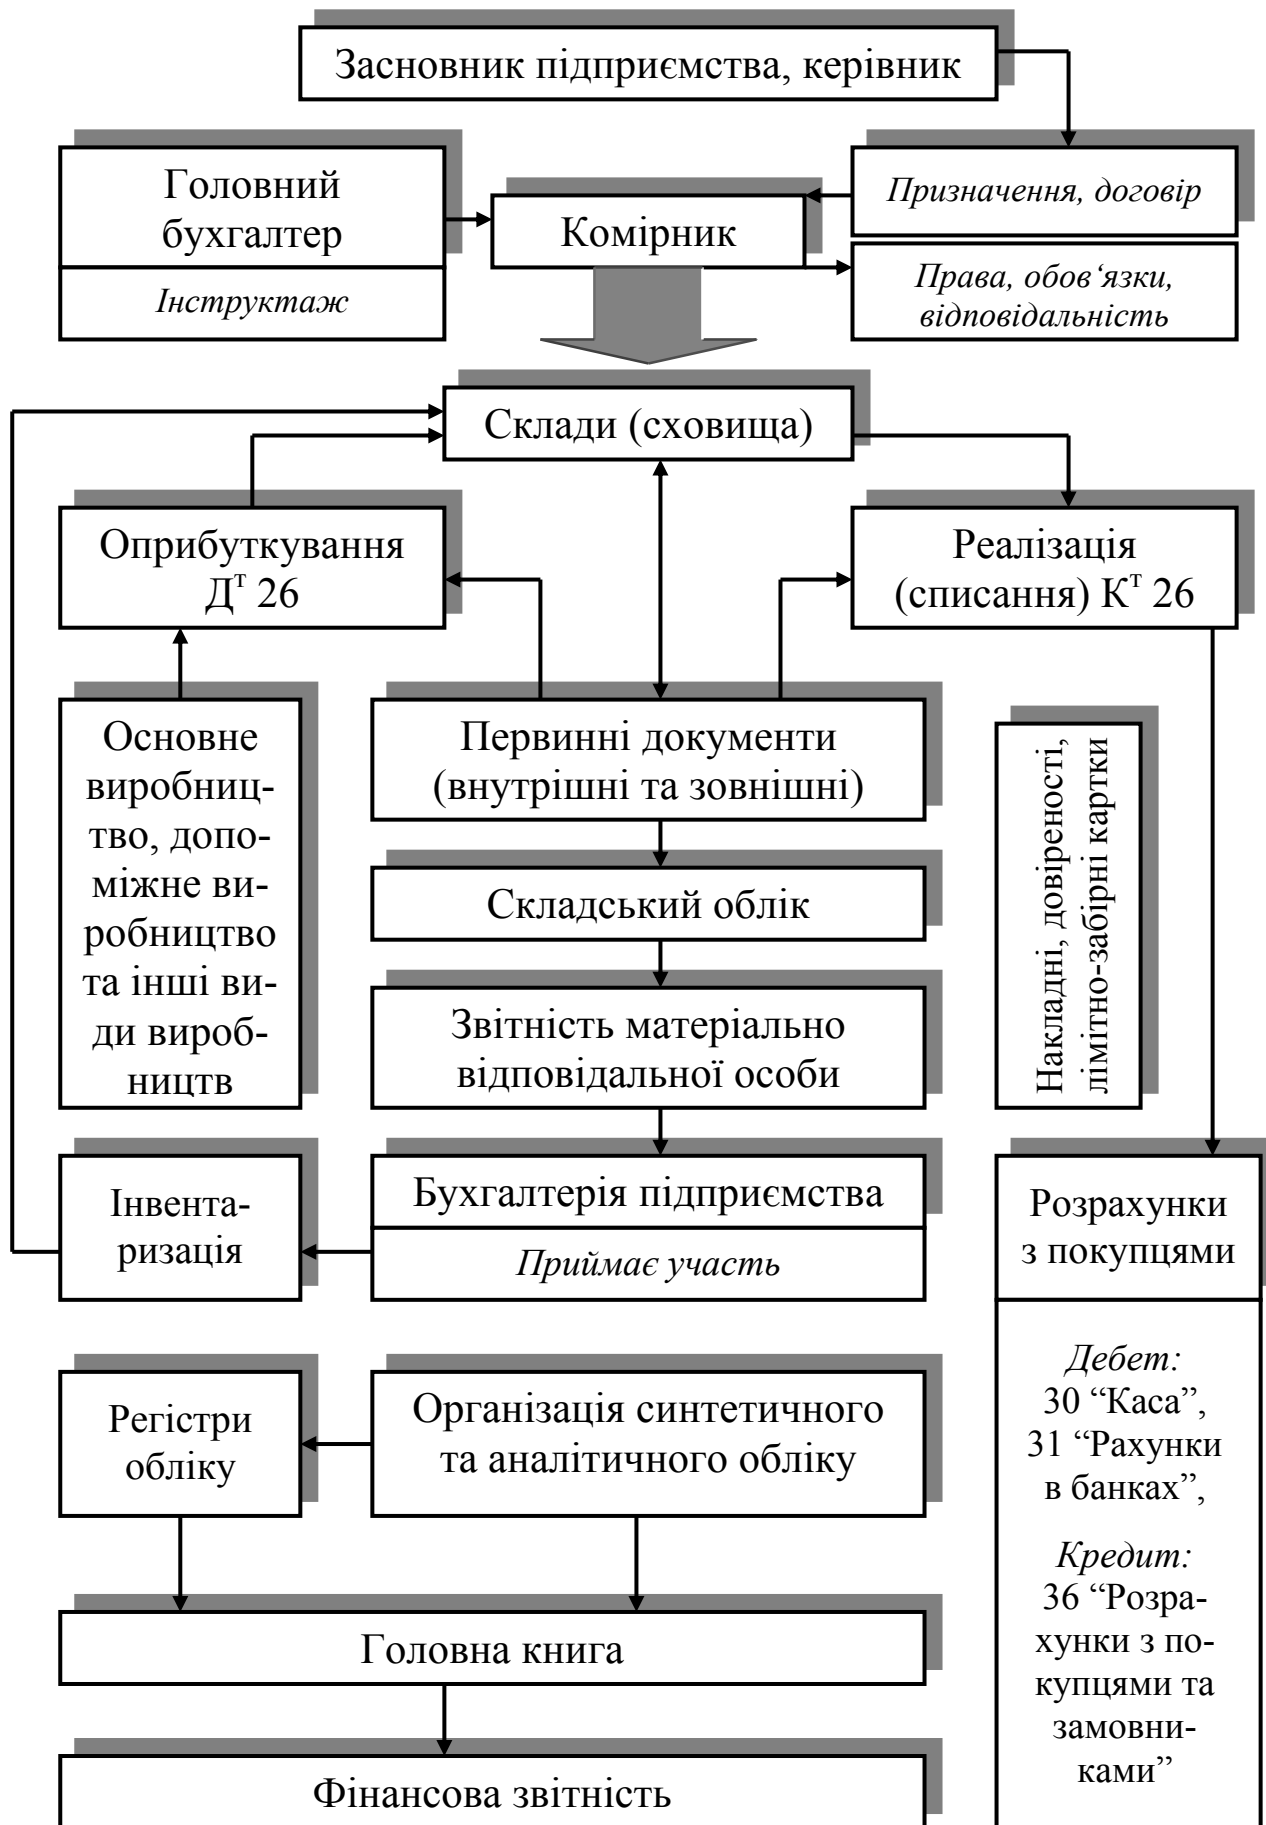 Засновник підприємства, керівник
Головний
бухгалтер
Інструктаж
Комірник
Призначення, договір
Права, обов‘язки,
відповідальність
Склади (сховища)
Оприбуткування
Дᵀ 26
Реалізація
(списання) Кᵀ 26
Основне
виробниц-
тво, допо-
міжне ви-
робництво
та інші ви-
ди вироб-
ництв
Первинні документи
(внутрішні та зовнішні)
Складський облік
Звітність матеріально
відповідальної особи
Накладні, довіреності,
лімітно-забірні картки
Інвента-
ризація
Бухгалтерія підприємства
Приймає участь
Розрахунки
з покупцями
Дебет:
30 “Каса”,
31 “Рахунки
в банках”,
Кредит:
36 “Розра-
хунки з по-
купцями та
замовни-
ками”
Регістри
обліку
Організація синтетичного
та аналітичного обліку
Головна книга
Фінансова звітність